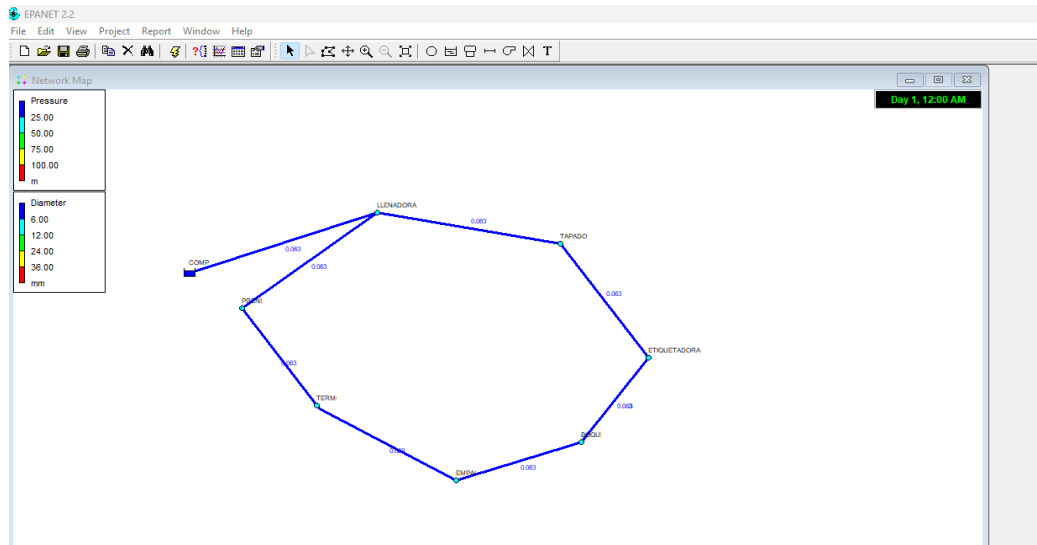 EPANET 2.2
File Edit View Project Report Window Help
Network Map
Day 1, 12:00 AM
Pressure
25.00
50.00
75.00
100.00
m
Diameter
6.00
12.00
24.00
36.00
mm
LLENADORA
0.063
TAPADO
0.063
COMP
0.063
0.063
ETIQUETADORA
0.063
0.063
TERM
0.063